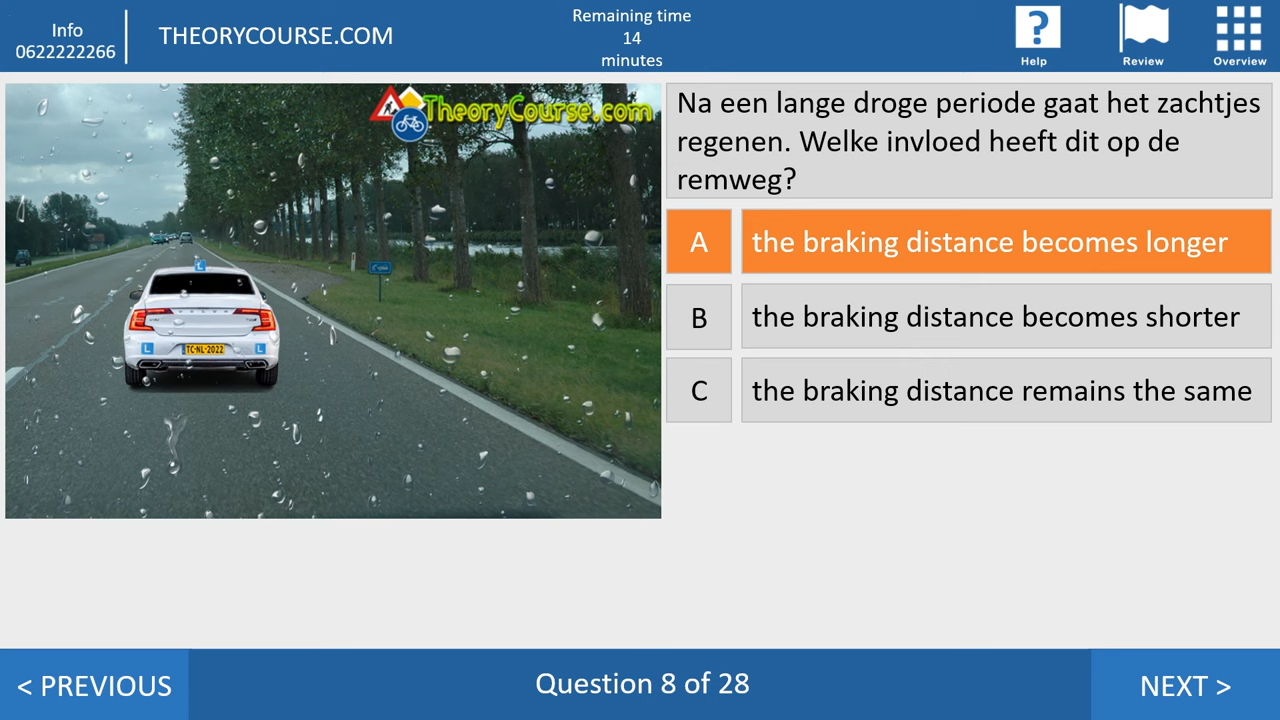 Info
0622222266
THEORYCOURSE.COM
Remaining time
14
minutes
Help
Review
Overview
TheoryCourse.com
L
L
L
TC-NL-2022
Na een lange droge periode gaat het zachtjes
regenen. Welke invloed heeft dit op de
remweg?
A
the braking distance becomes longer
B
the braking distance becomes shorter
C
the braking distance remains the same
< PREVIOUS
Question 8 of 28
NEXT >